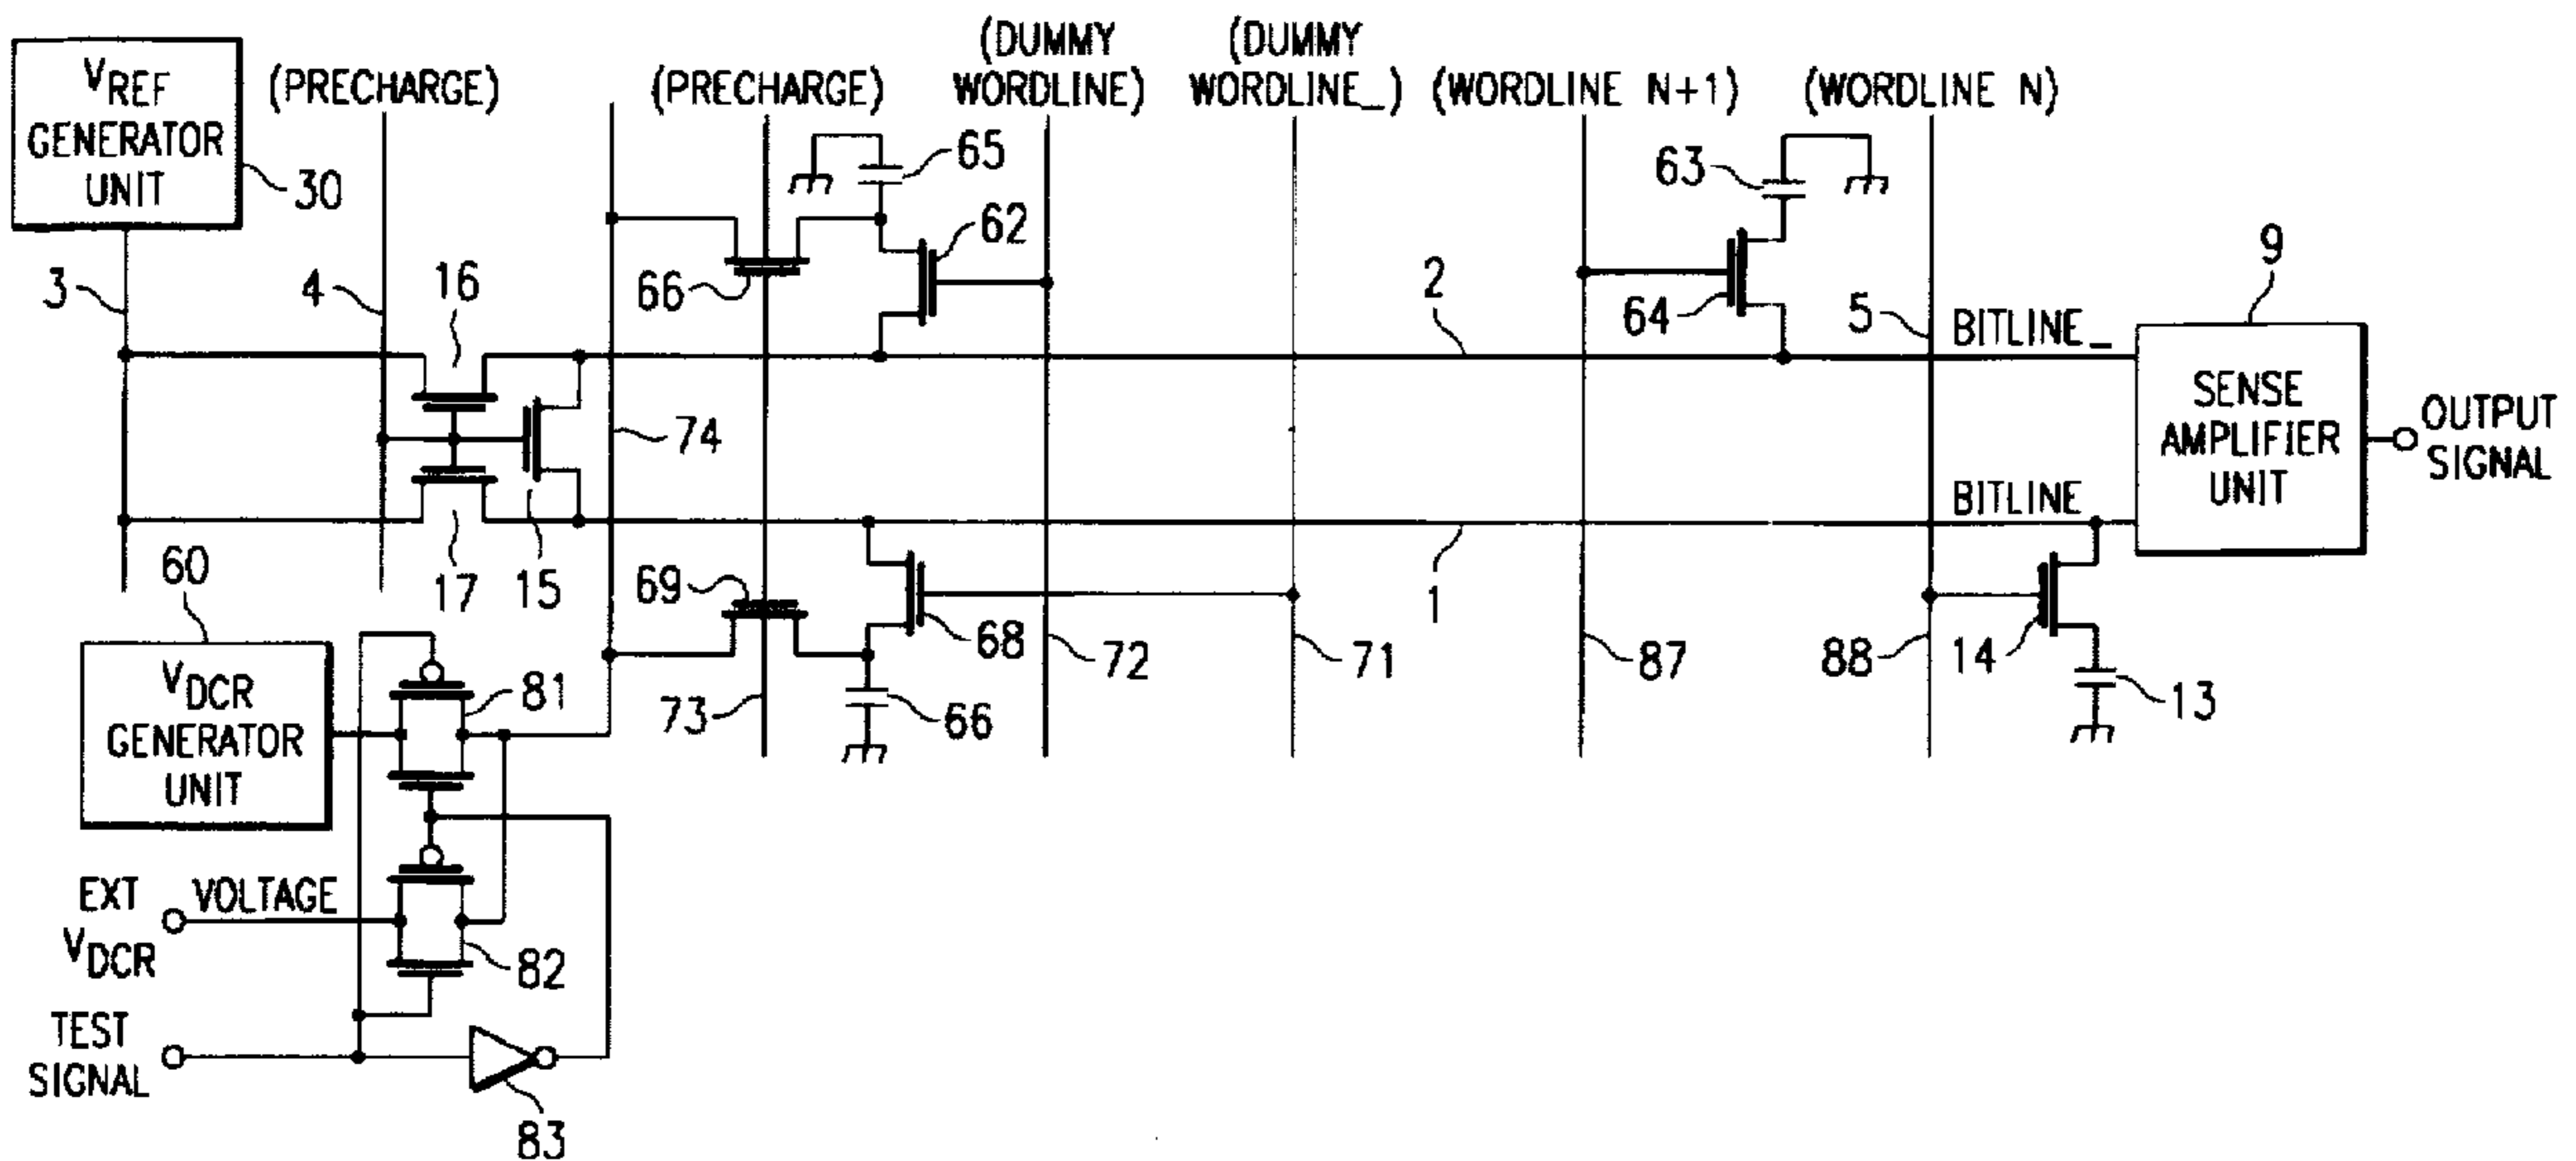 VREF
GENERATOR
UNIT
30
(PRECHARGE)
(PRECHARGE)
(DUMMY
WORDLINE)
(DUMMY
WORDLINE_)
(WORDLINE N+1)
(WORDLINE N)
65
63
62
66
64
3
4
16
2
5
BITLINE_
9
SENSE
AMPLIFIER
UNIT
OUTPUT
SIGNAL
74
BITLINE
60
17
15
69
68
1
72
71
87
88
14
13
VDCR
GENERATOR
UNIT
81
73
66
EXT VOLTAGE
VDCR
82
TEST
SIGNAL
83